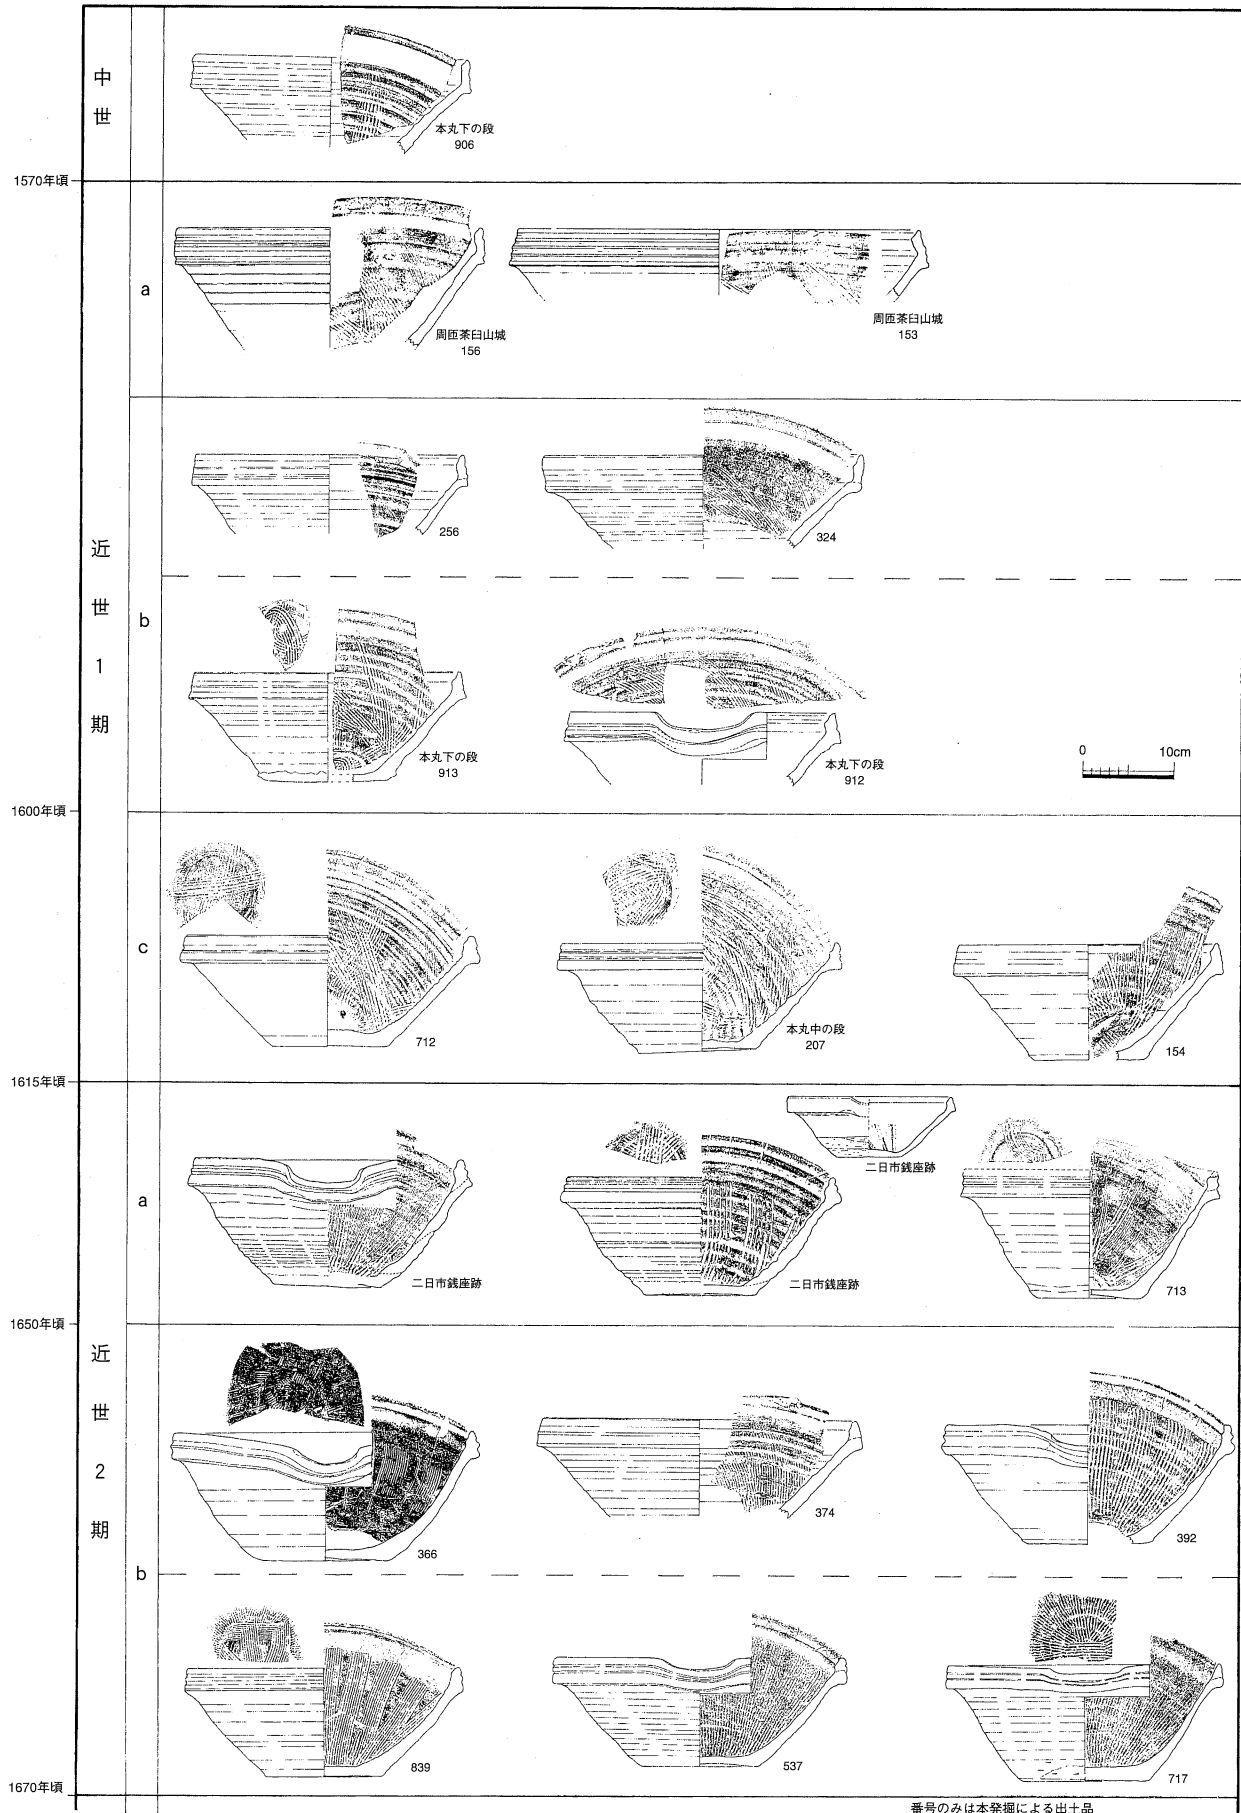 中世
本丸下の段
906
1570年頃
近世1期
a
周匝茶臼山城
156
周匝茶臼山城
153
b
256
324
本丸下の段
913
本丸下の段
912
0 10cm
1600年頃
c
712
本丸中の段
207
154
1615年頃
近世2期
a
二日市銭座跡
二日市銭座跡
二日市銭座跡
713
1650年頃
b
366
374
392
839
537
717
1670年頃
番号のみは本発掘による出土品